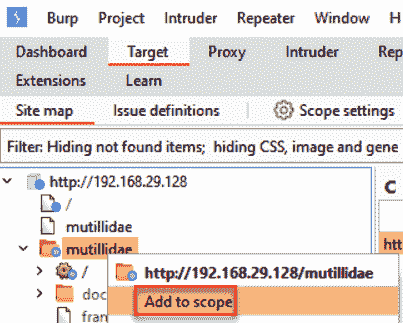 Burp Project Intruder Repeater Window H
Dashboard Target Proxy Intruder Rep
Extensions Learn
Site map Issue definitions Scope settings
Filter: Hiding not found items; hiding CSS, image and gene
http://192.168.29.128
/
mutillidae
mutillidae
/
doc
fran
C
htt
http://192.168.29.128/mutillidae
Add to scope